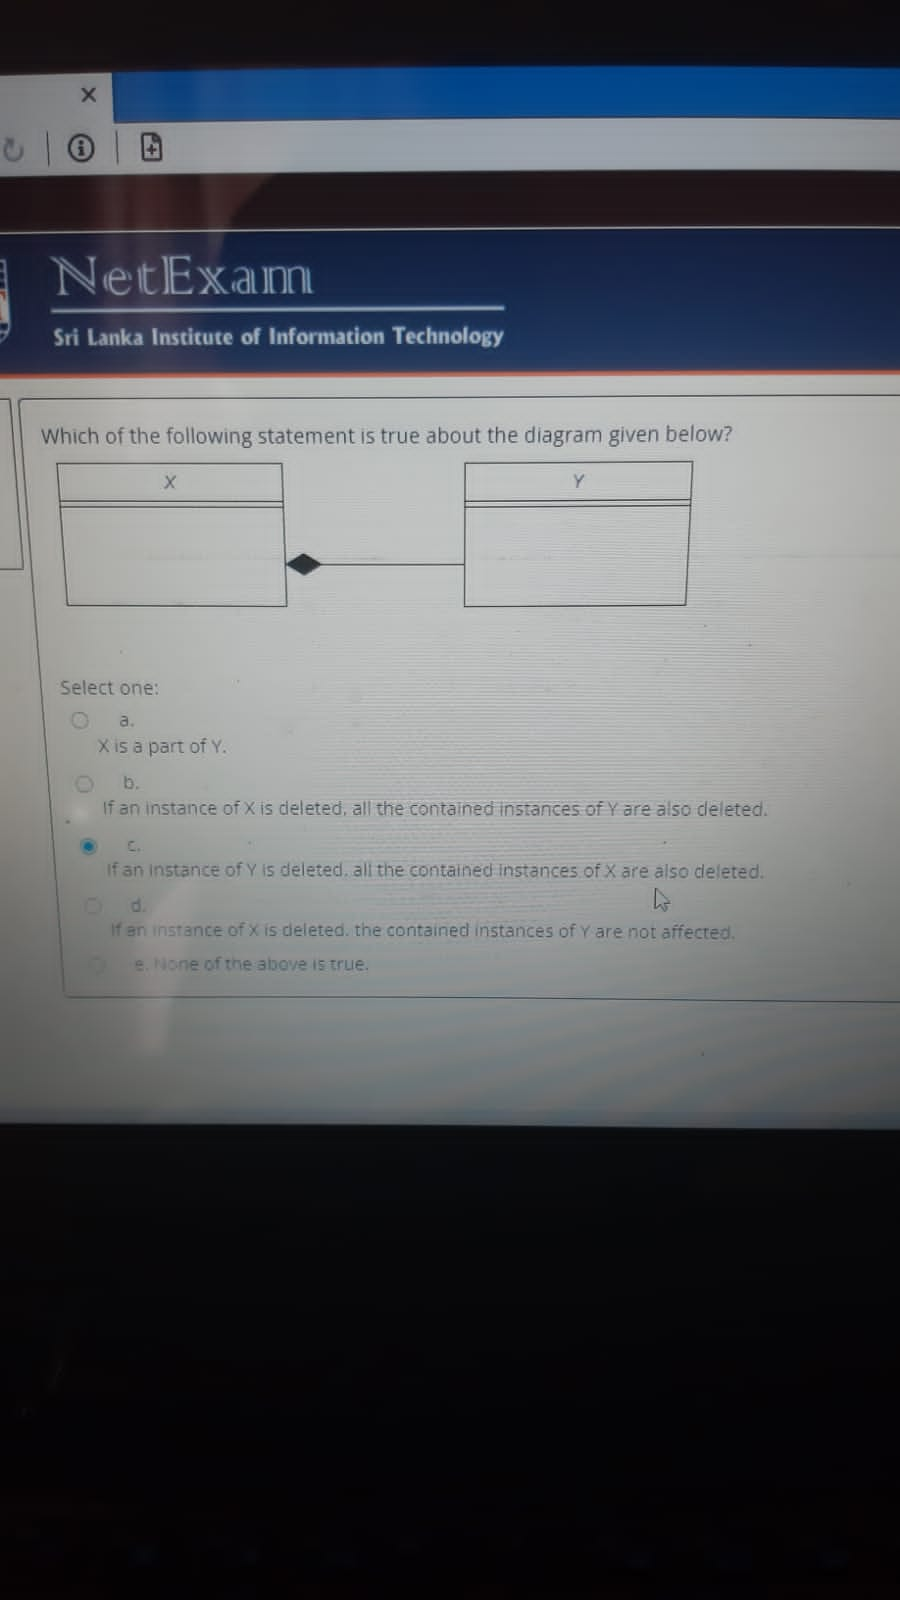 NetExam
Sri Lanka Institute of Information Technology
Which of the following statement is true about the diagram given below?
X
Y
Select one:
a.
X is a part of Y.
b.
If an instance of X is deleted, all the contained instances of Y are also deleted.
c.
If an instance of Y is deleted, all the contained instances of X are also deleted.
d.
If an instance of X is deleted, the contained instances of Y are not affected.
e. None of the above is true.